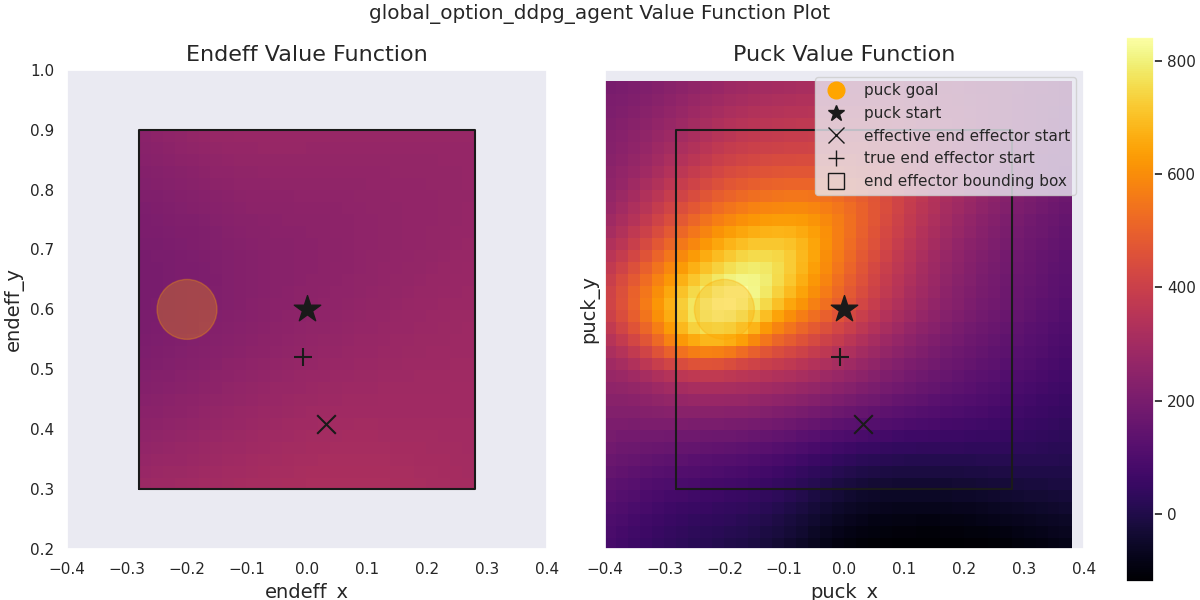 global_option_ddpg_agent Value Function Plot
Endeff Value Function
1.0
0.9
0.8
0.7
0.6
0.5
0.4
0.3
0.2
endeff_y
−0.4 −0.3 −0.2 −0.1 0.0 0.1 0.2 0.3 0.4
endeff_x
Puck Value Function
puck goal
puck start
effective end effector start
true end effector start
end effector bounding box
puck_y
−0.4 −0.3 −0.2 −0.1 0.0 0.1 0.2 0.3 0.4
puck_x
800
600
400
200
0